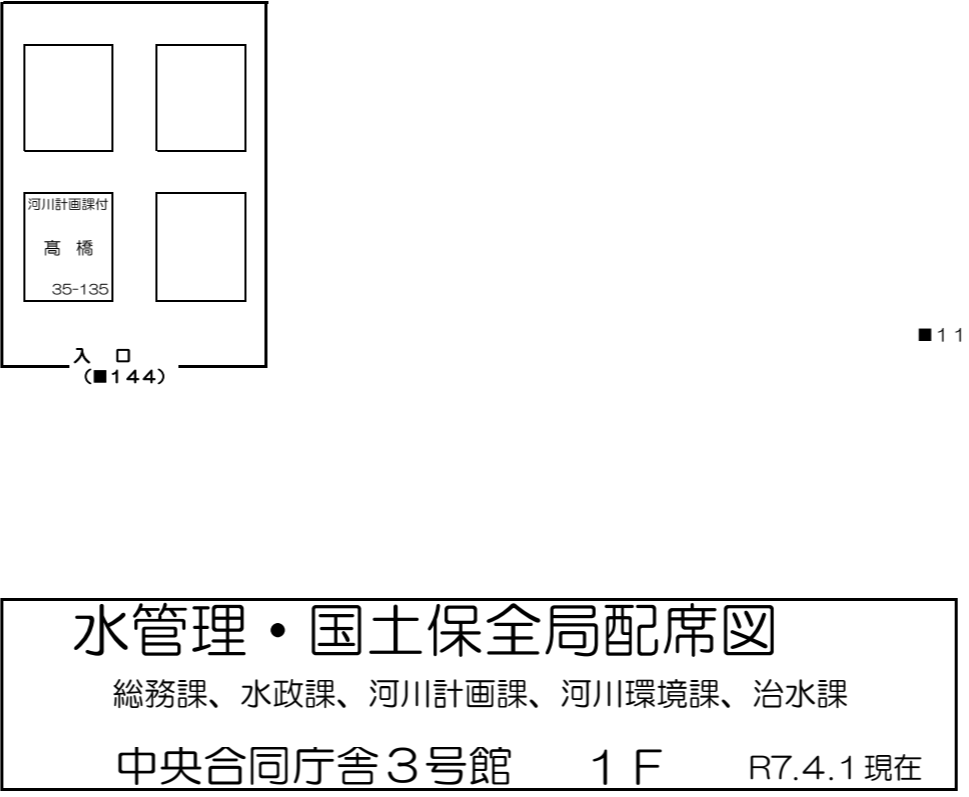 河川計画課付
髙　橋
35-135
入　口
（■１４４）
■１１
水管理・国土保全局配席図
総務課、水政課、河川計画課、河川環境課、治水課
中央合同庁舎３号館　　１Ｆ　　R7.4.1現在